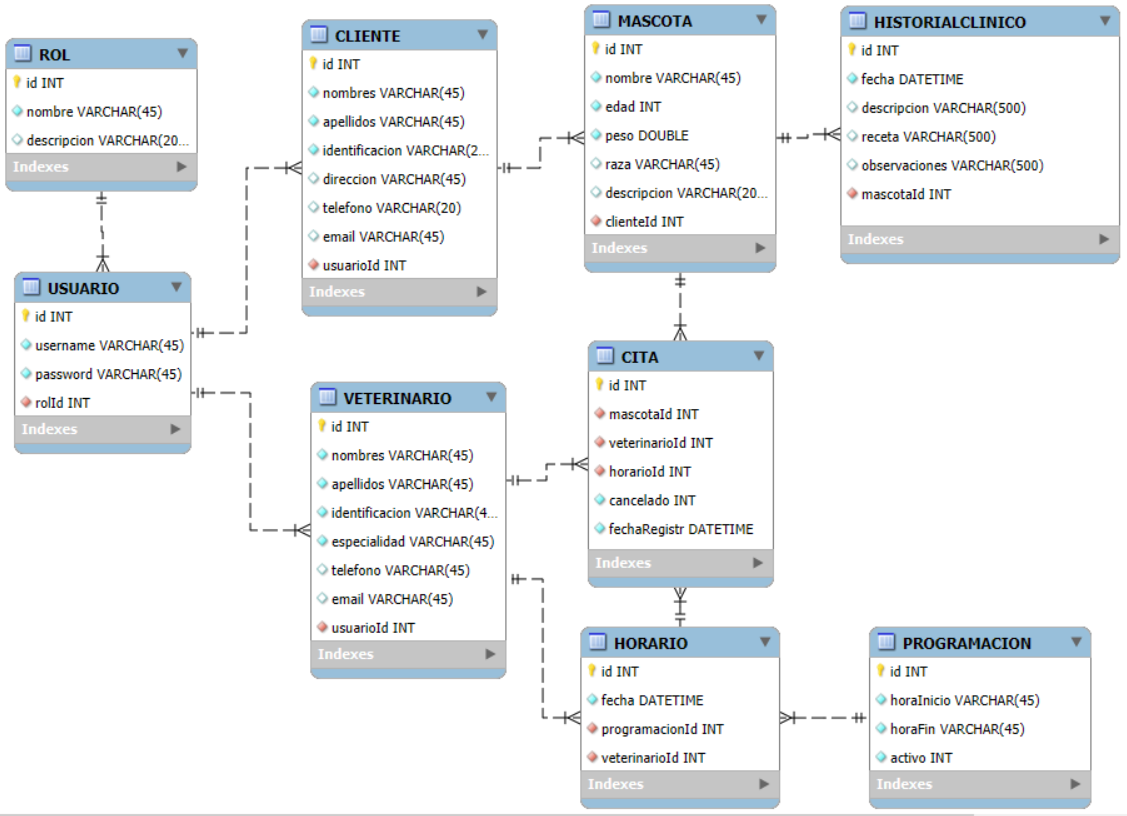 ROL
id INT
nombre VARCHAR(45)
descripcion VARCHAR(20...
Indexes
CLIENTE
id INT
nombres VARCHAR(45)
apellidos VARCHAR(45)
identificacion VARCHAR(2...
direccion VARCHAR(45)
telefono VARCHAR(20)
email VARCHAR(45)
usuarioId INT
Indexes
MASCOTA
id INT
nombre VARCHAR(45)
edad INT
peso DOUBLE
raza VARCHAR(45)
descripcion VARCHAR(20...
clienteId INT
Indexes
HISTORIALCLINICO
id INT
fecha DATETIME
descripcion VARCHAR(500)
receta VARCHAR(500)
observaciones VARCHAR(500)
mascotaId INT
Indexes
USUARIO
id INT
username VARCHAR(45)
password VARCHAR(45)
rolId INT
Indexes
VETERINARIO
id INT
nombres VARCHAR(45)
apellidos VARCHAR(45)
identificacion VARCHAR(4...
especialidad VARCHAR(45)
telefono VARCHAR(45)
email VARCHAR(45)
usuarioId INT
Indexes
CITA
id INT
mascotaId INT
veterinarioId INT
horarioId INT
cancelado INT
fechaRegistr DATETIME
Indexes
HORARIO
id INT
fecha DATETIME
programacionId INT
veterinarioId INT
Indexes
PROGRAMACION
id INT
horaInicio VARCHAR(45)
horaFin VARCHAR(45)
activo INT
Indexes